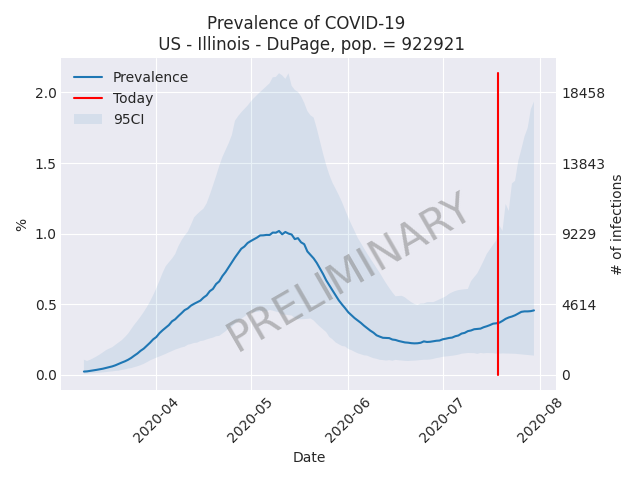 Prevalence of COVID-19
US - Illinois - DuPage, pop. = 922921
Prevalence
Today
95CI
2.0
1.5
1.0
0.5
0.0
%
18458
13843
9229
4614
0
# of infections
PRELIMINARY
2020-04
2020-05
2020-06
2020-07
2020-08
Date